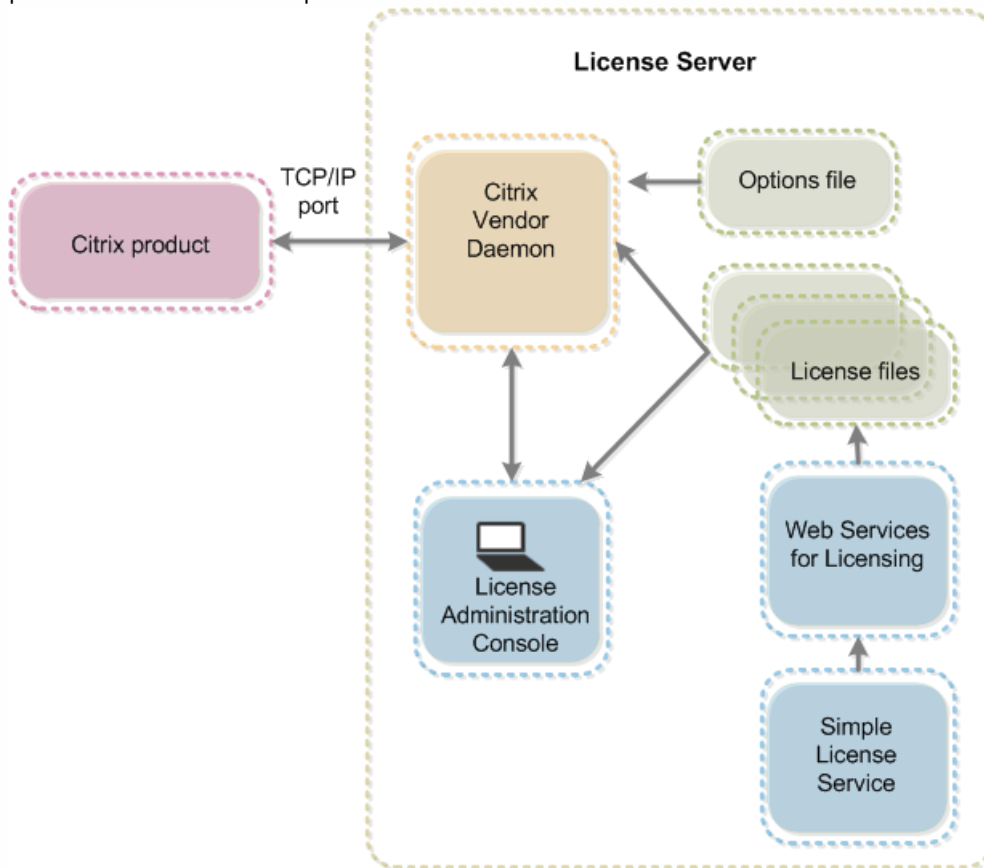 License Server
Citrix product
TCP/IP
port
Citrix
Vendor
Daemon
Options file
License files
License
Administration
Console
Web Services
for Licensing
Simple
License
Service